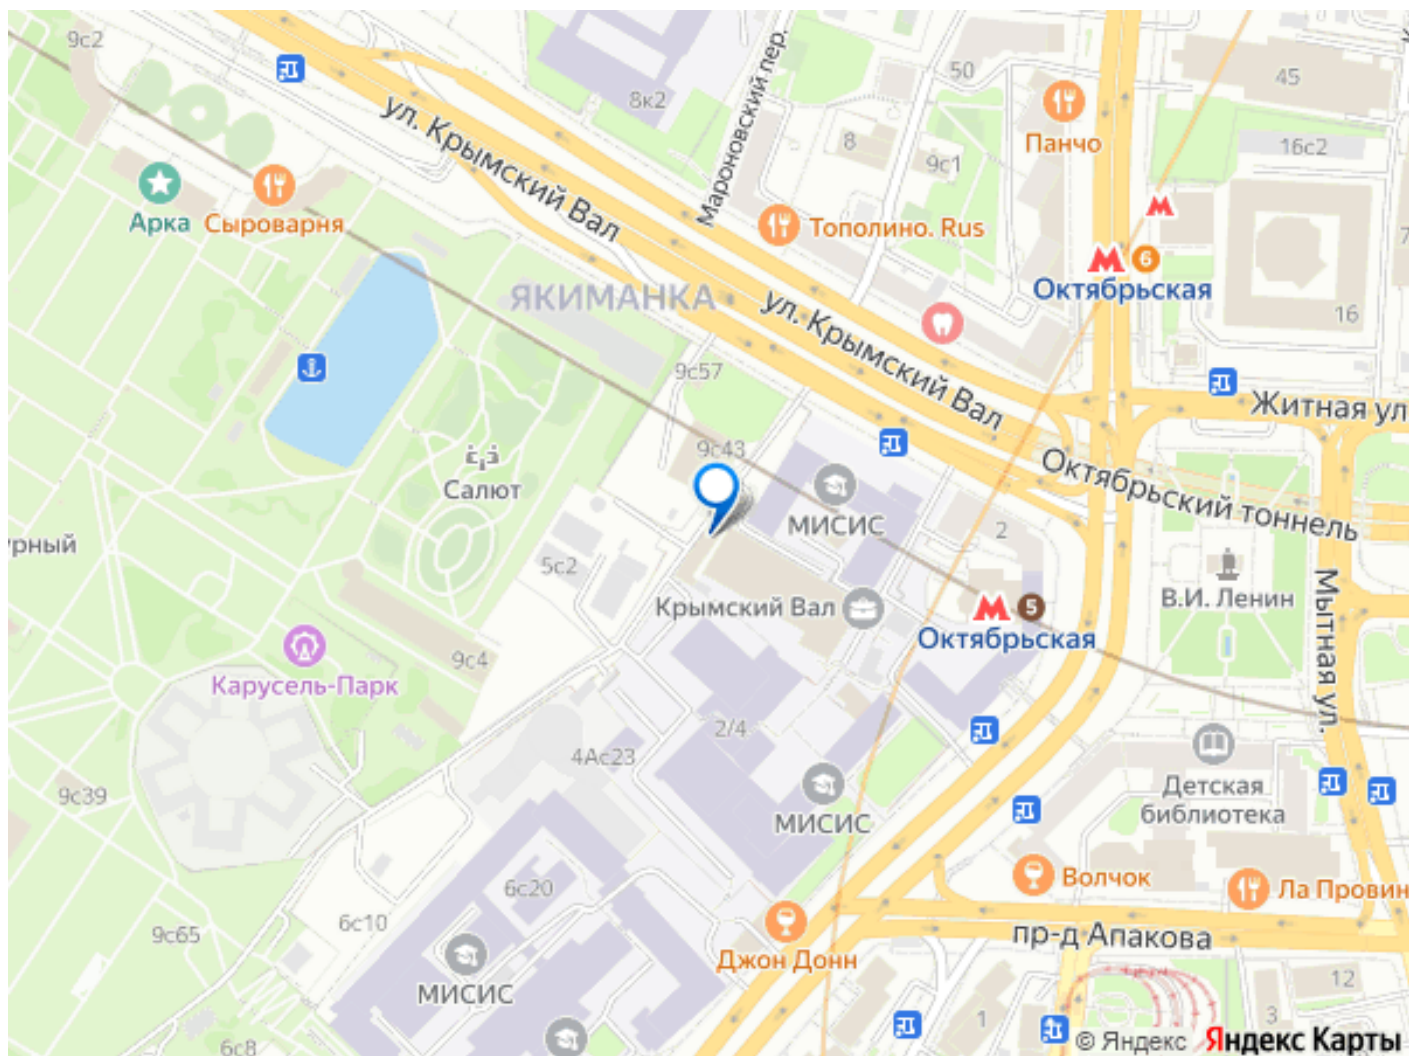 9с2
8к2
Мароновский пер.
50
45
Панчо
16с2
ул. Крымский Вал
8
9с1
Арка
Сыроварня
Тополино. Rus
6
Октябрьская
ЯКИМАНКА
ул. Крымский Вал
16
9с57
Житная ул
9с43
Салют
МИСИС
Октябрьский тоннель
2
урный
5с2
Крымский Вал
5
Октябрьская
В.И. Ленин
Мытная ул.
9с4
Карусель-Парк
2/4
4Ас23
9с39
МИСИС
Детская
библиотека
6с20
Волчок
Ла Провин
6с10
9с65
Джон Донн
пр-д Апакова
МИСИС
12
1
3
6с8
© Яндекс Яндекс Карты